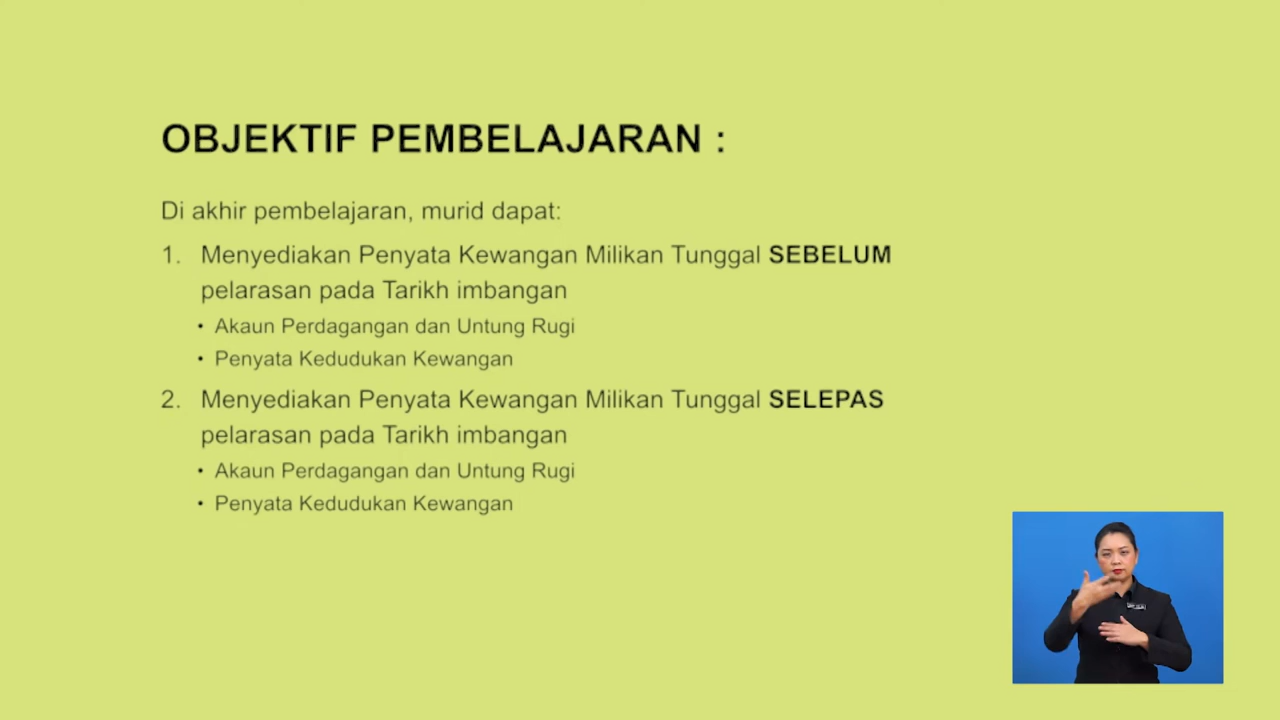 OBJEKTIF PEMBELAJARAN :
Di akhir pembelajaran, murid dapat:
1. Menyediakan Penyata Kewangan Milikan Tunggal SEBELUM
pelarasan pada Tarikh imbangan
• Akaun Perdagangan dan Untung Rugi
• Penyata Kedudukan Kewangan
2. Menyediakan Penyata Kewangan Milikan Tunggal SELEPAS
pelarasan pada Tarikh imbangan
• Akaun Perdagangan dan Untung Rugi
• Penyata Kedudukan Kewangan